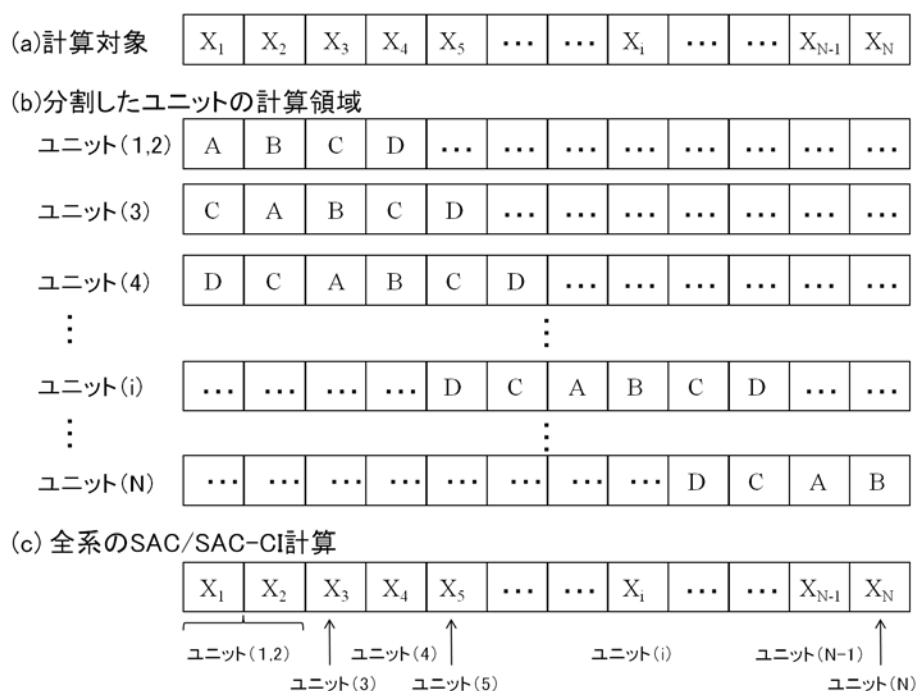 (a)計算対象 X1 X2 X3 X4 X5 ... ... Xi ... ... XN-1 XN
(b)分割したユニットの計算領域
ユニット(1,2) A B C D ... ... ... ... ... ... ... ...
ユニット(3) C A B C D ... ... ... ... ... ... ...
ユニット(4) D C A B C D ... ... ... ... ... ...
⋮ ⋮
ユニット(i) ... ... ... ... D C A B C D ... ...
⋮ ⋮
ユニット(N) ... ... ... ... ... ... ... ... D C A B
(c) 全系のSAC/SAC-CI計算
X1 X2 X3 X4 X5 ... ... Xi ... ... XN-1 XN
ユニット(1,2) ユニット(4) ユニット(i) ユニット(N-1)
ユニット(3) ユニット(5) ユニット(N)